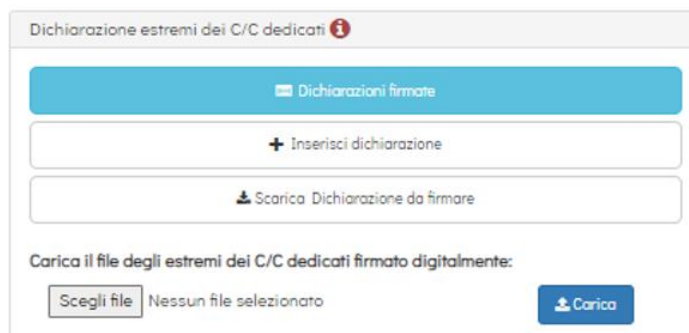 Dichiarazione estremi dei C/C dedicati
Dichiarazioni firmate
Inserisci dichiarazione
Scarica Dichiarazione da firmare
Carica il file degli estremi dei C/C dedicati firmato digitalmente:
Scegli file Nessun file selezionato Carica